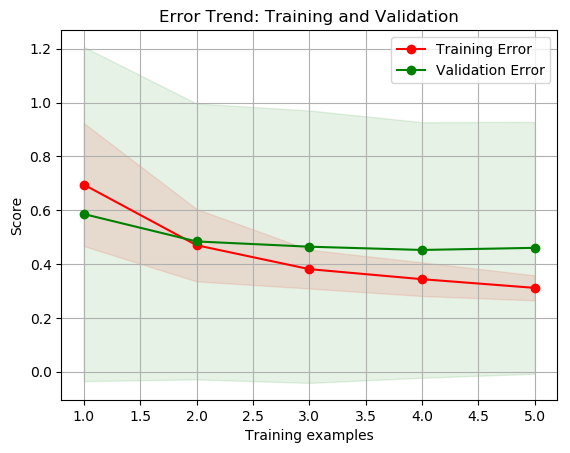 Error Trend: Training and Validation
Training Error
Validation Error
Score
1.2
1.0
0.8
0.6
0.4
0.2
0.0
1.0 1.5 2.0 2.5 3.0 3.5 4.0 4.5 5.0
Training examples